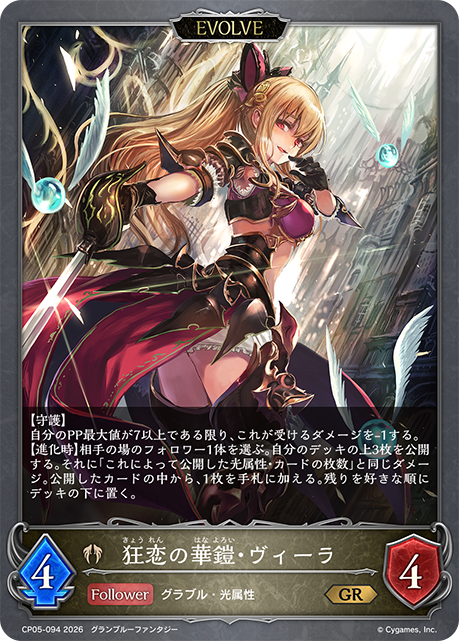 EVOLVE
【守護】
自分のPP最大値が7以上である限り、これが受けるダメージを-1する。
【進化時】相手の場のフォロワー1体を選ぶ。自分のデッキの上3枚を公開
する。それに「これによって公開した光属性・カードの枚数」と同じダメー
ジ。公開したカードの中から、1枚を手札に加える。残りを好きな順に
デッキの下に置く。
きょう れん はな よろい
狂恋の華鎧・ヴィーラ
4
4
Follower グラブル・光属性 GR
CP05-094 2026 グランブルーファンタジー © Cygames, Inc.